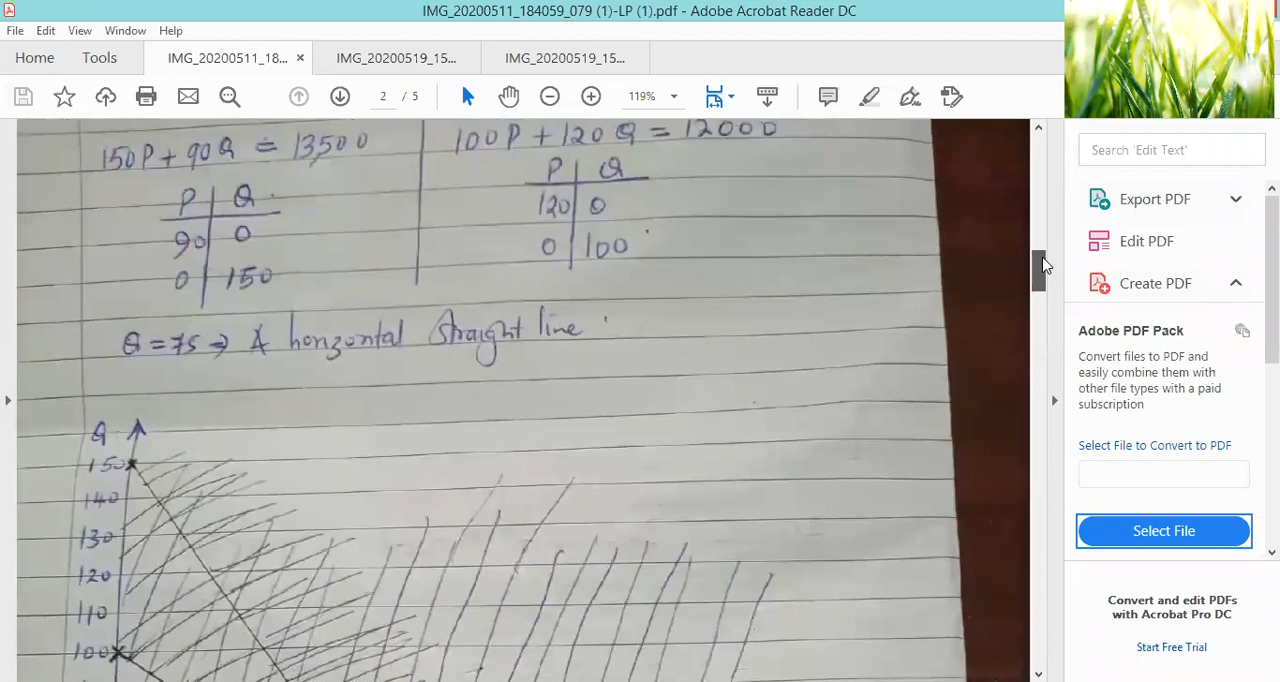 IMG_20200511_184059_079 (1)-LP (1).pdf - Adobe Acrobat Reader DC
File Edit View Window Help
Home Tools IMG_20200511_18... × IMG_20200519_15... IMG_20200519_15...
2 / 5 119%
150P + 90Q = 13,500
P Q
90 0
0 150
100P + 120Q = 12000
P Q
120 0
0 100
Q = 75 ⇒ A horizontal straight line
Q
150
140
130
120
110
100
Search 'Edit Text'
Export PDF
Edit PDF
Create PDF
Adobe PDF Pack
Convert files to PDF and
easily combine them with
other file types with a paid
subscription
Select File to Convert to PDF
Select File
Convert and edit PDFs
with Acrobat Pro DC
Start Free Trial